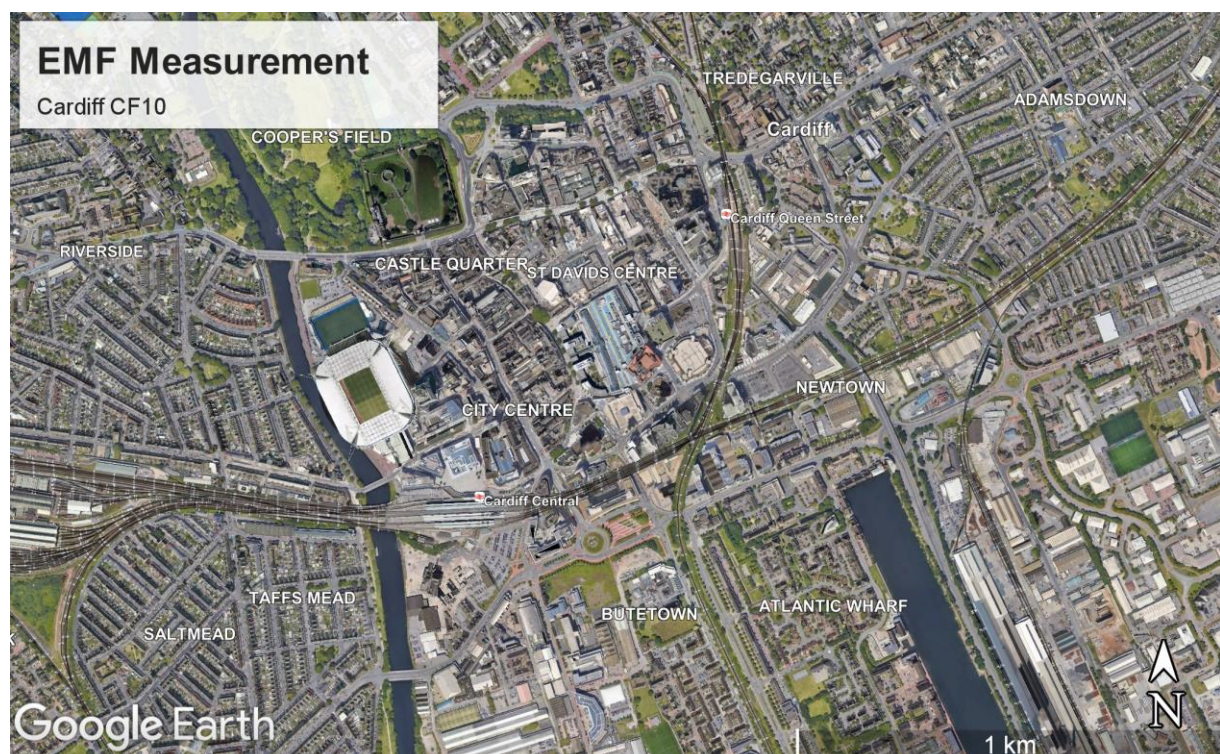 EMF Measurement
Cardiff CF10
TREDEGARVILLE
ADAMSDOWN
Cardiff
COOPER'S FIELD
Cardiff Queen Street
RIVERSIDE
CASTLE QUARTER
ST DAVIDS CENTRE
NEWTOWN
CITY CENTRE
Cardiff Central
TAFFS MEAD
ATLANTIC WHARF
BUTETOWN
SALTMEAD
N
Google Earth
1 km